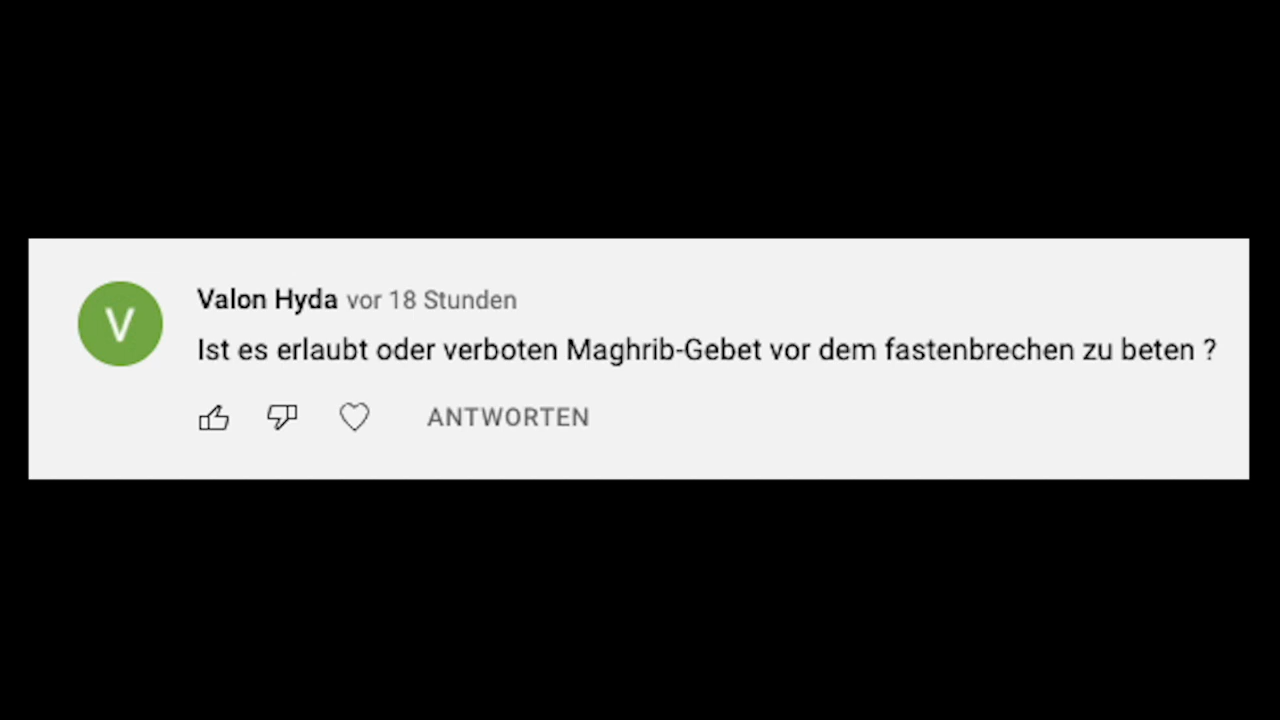 V
Valon Hyda vor 18 Stunden
Ist es erlaubt oder verboten Maghrib-Gebet vor dem fastenbrechen zu beten ?
ANTWORTEN